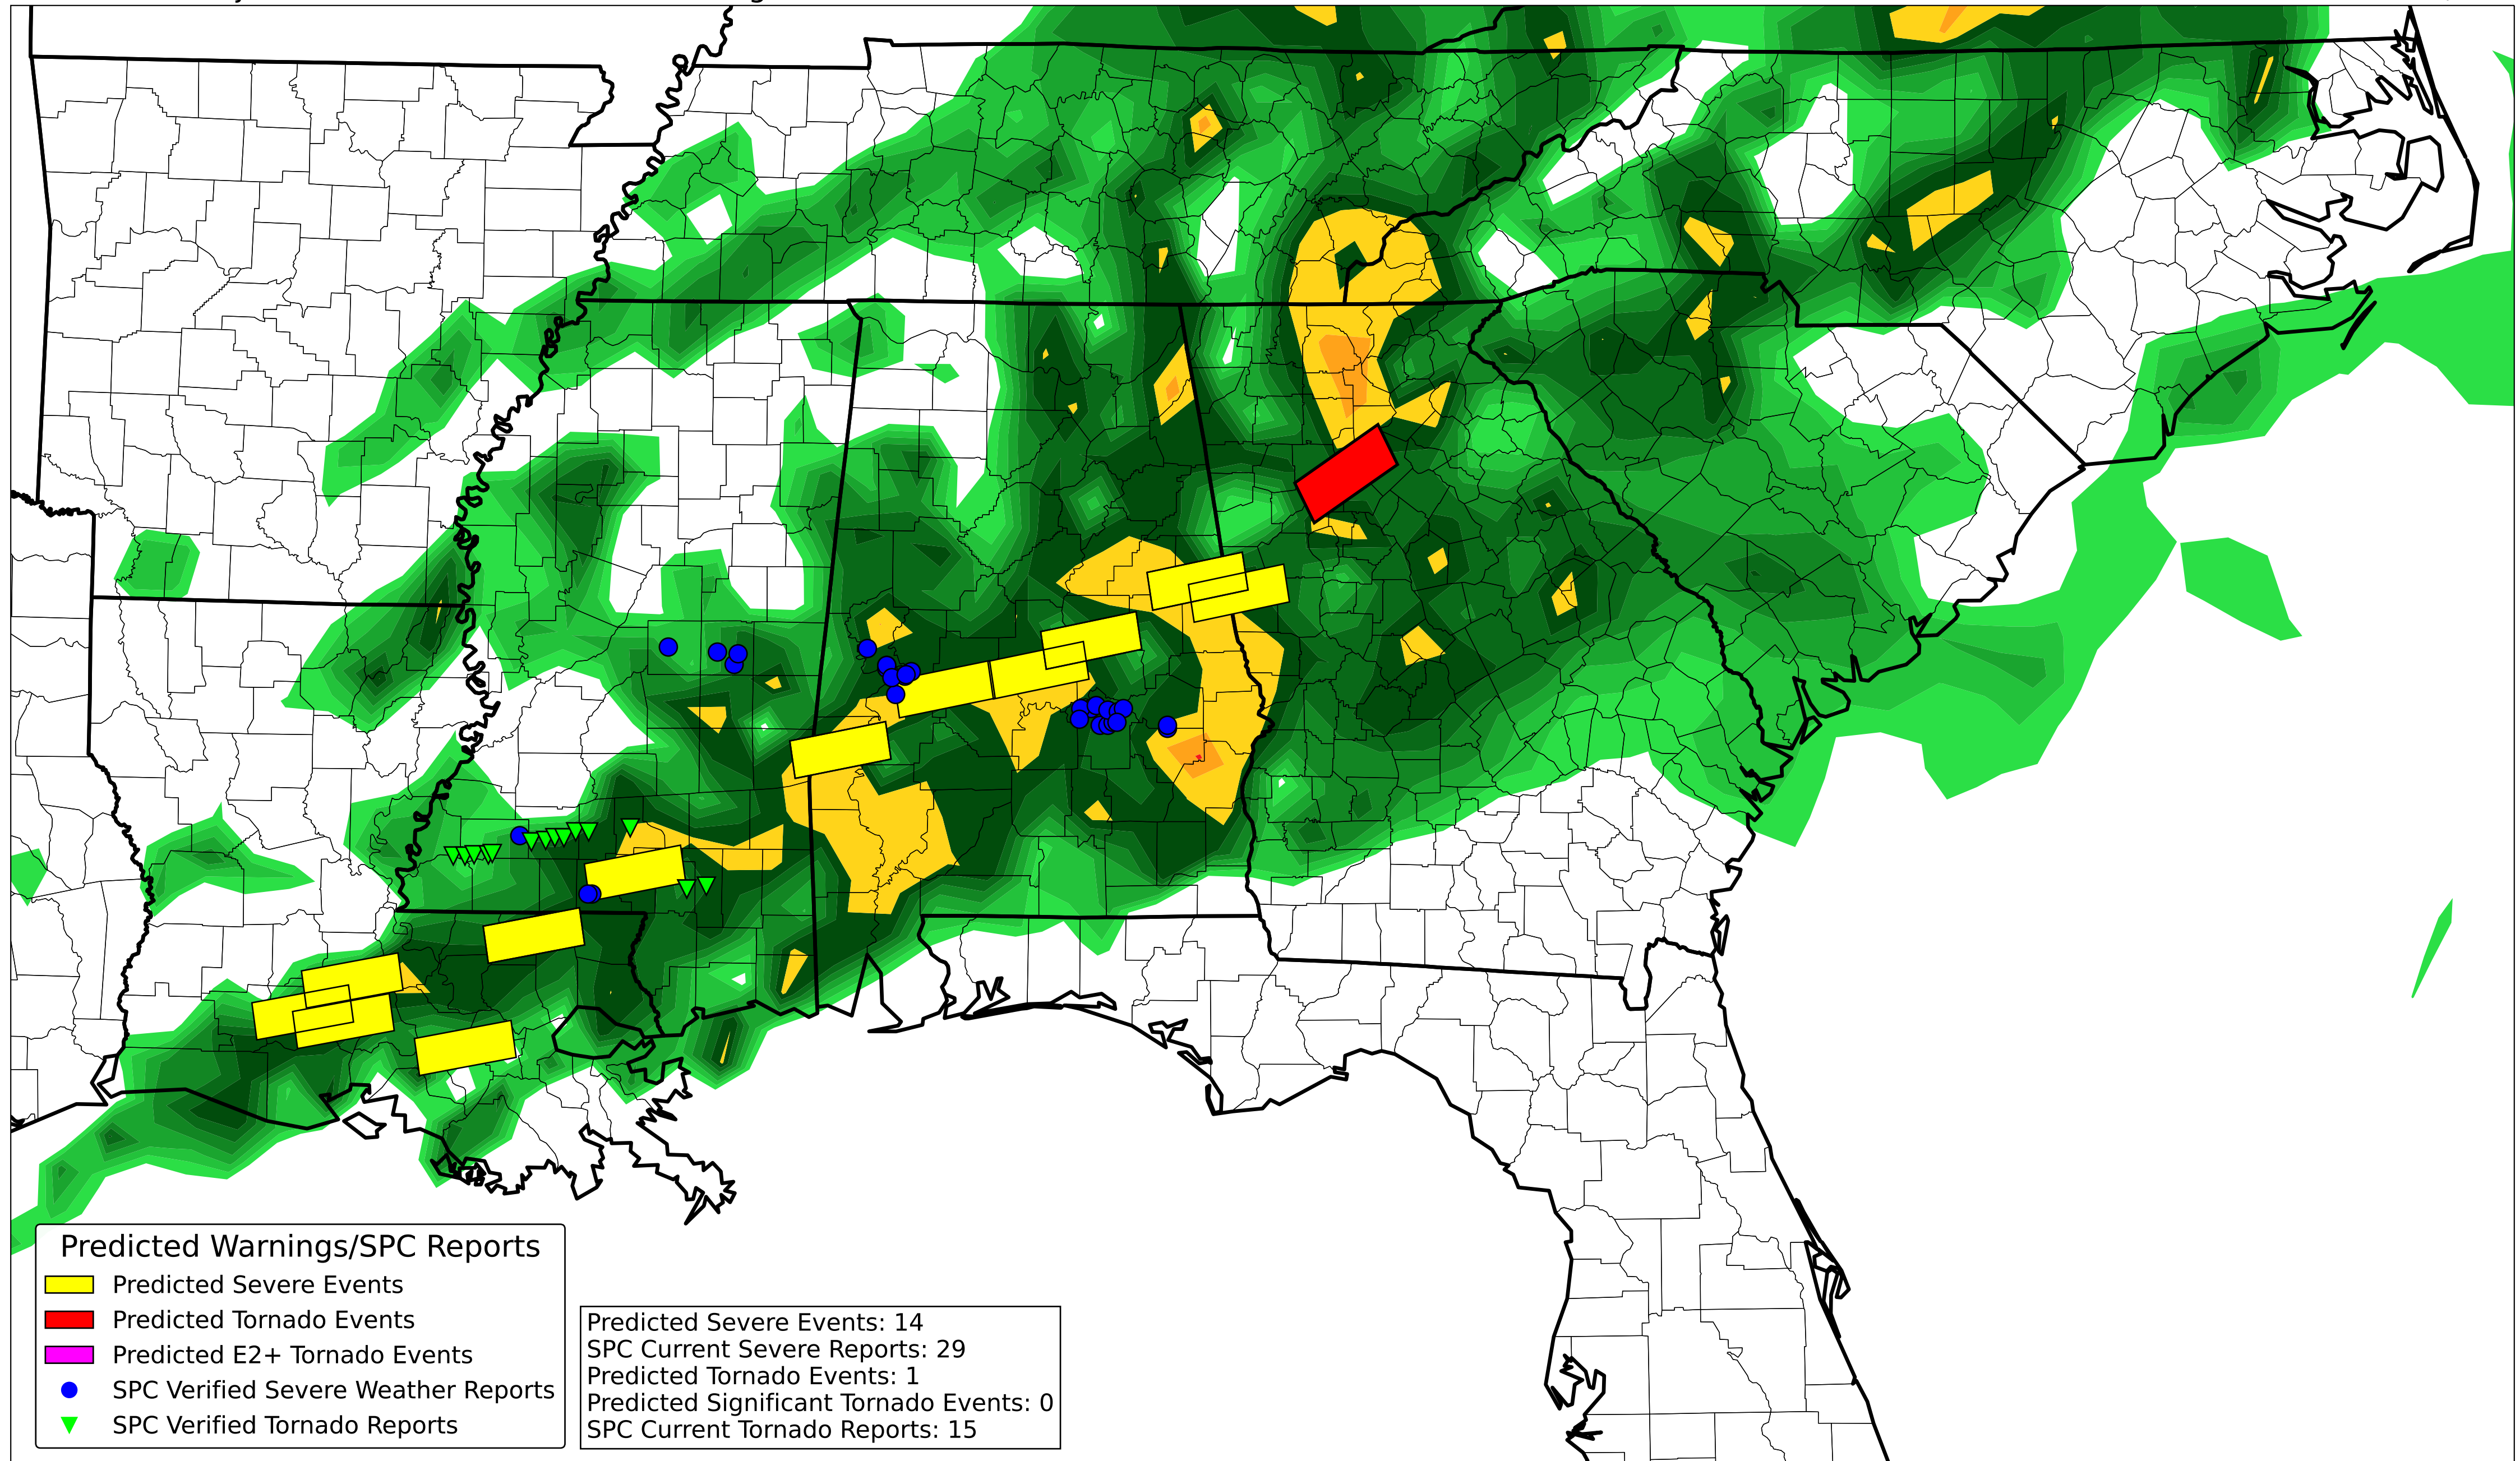 Predicted Warnings/SPC Reports
Predicted Severe Events
Predicted Tornado Events
Predicted E2+ Tornado Events
SPC Verified Severe Weather Reports
SPC Verified Tornado Reports
Predicted Severe Events: 14
SPC Current Severe Reports: 29
Predicted Tornado Events: 1
Predicted Significant Tornado Events: 0
SPC Current Tornado Reports: 15